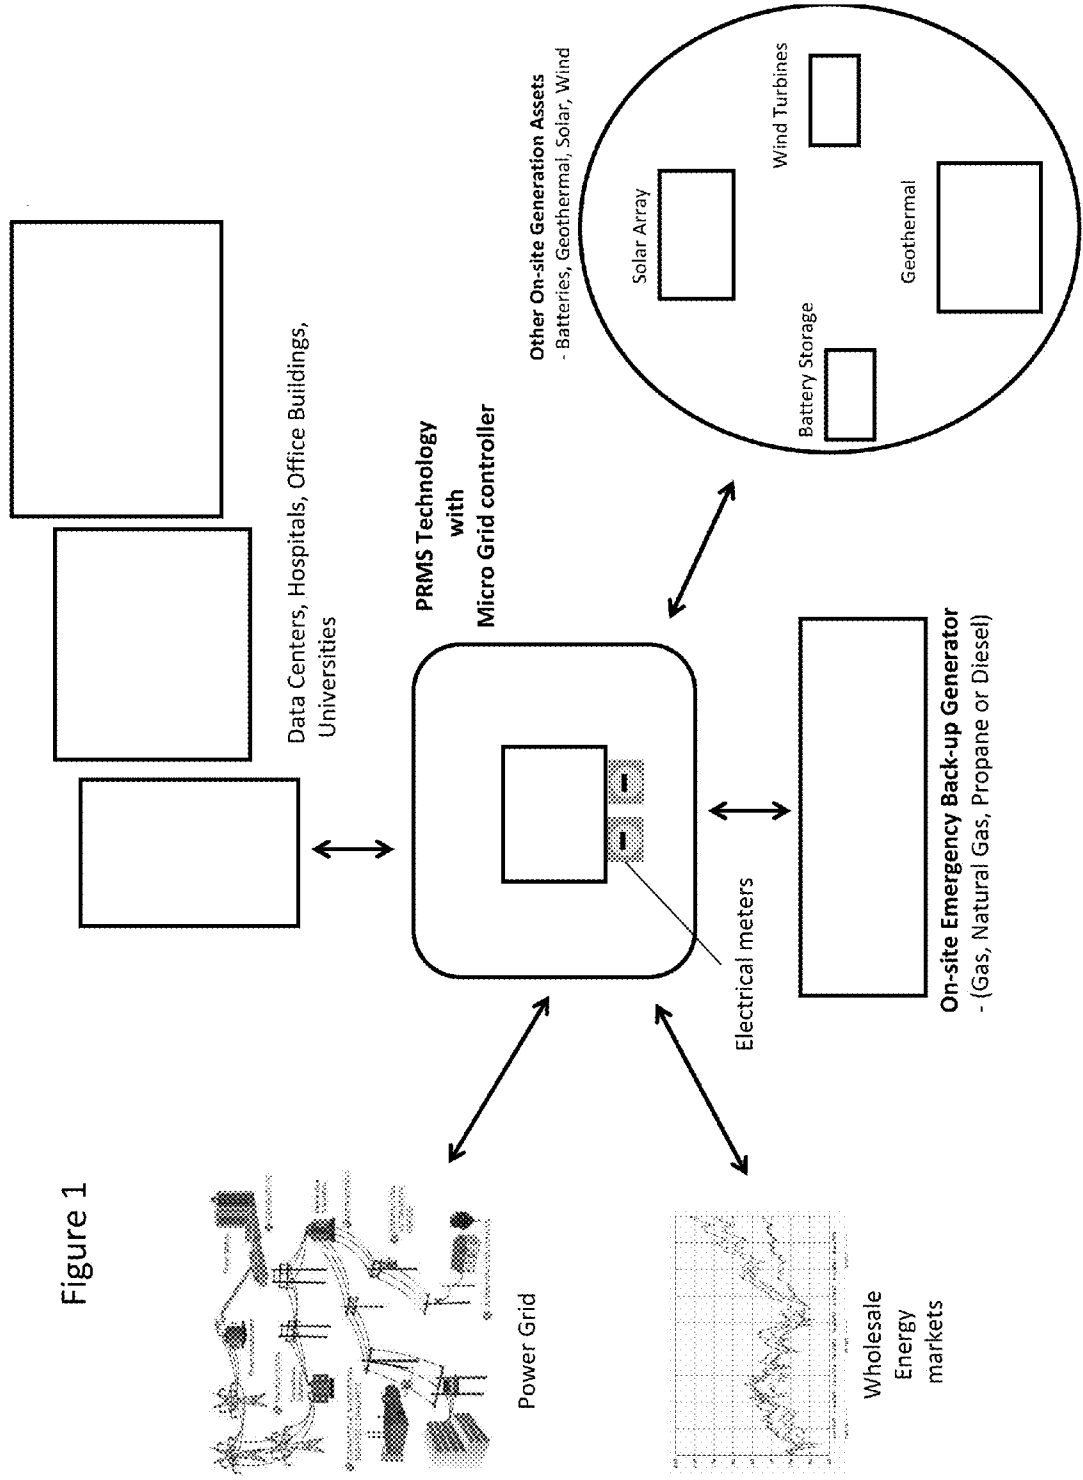 Figure 1
Data Centers, Hospitals, Office Buildings,
Universities
PRMS Technology
with
Micro Grid controller
Other On-site Generation Assets
- Batteries, Geothermal, Solar, Wind
Solar Array
Wind Turbines
Battery Storage
Geothermal
Power Grid
Electrical meters
Wholesale
Energy
markets
On-site Emergency Back-up Generator
- (Gas, Natural Gas, Propane or Diesel)